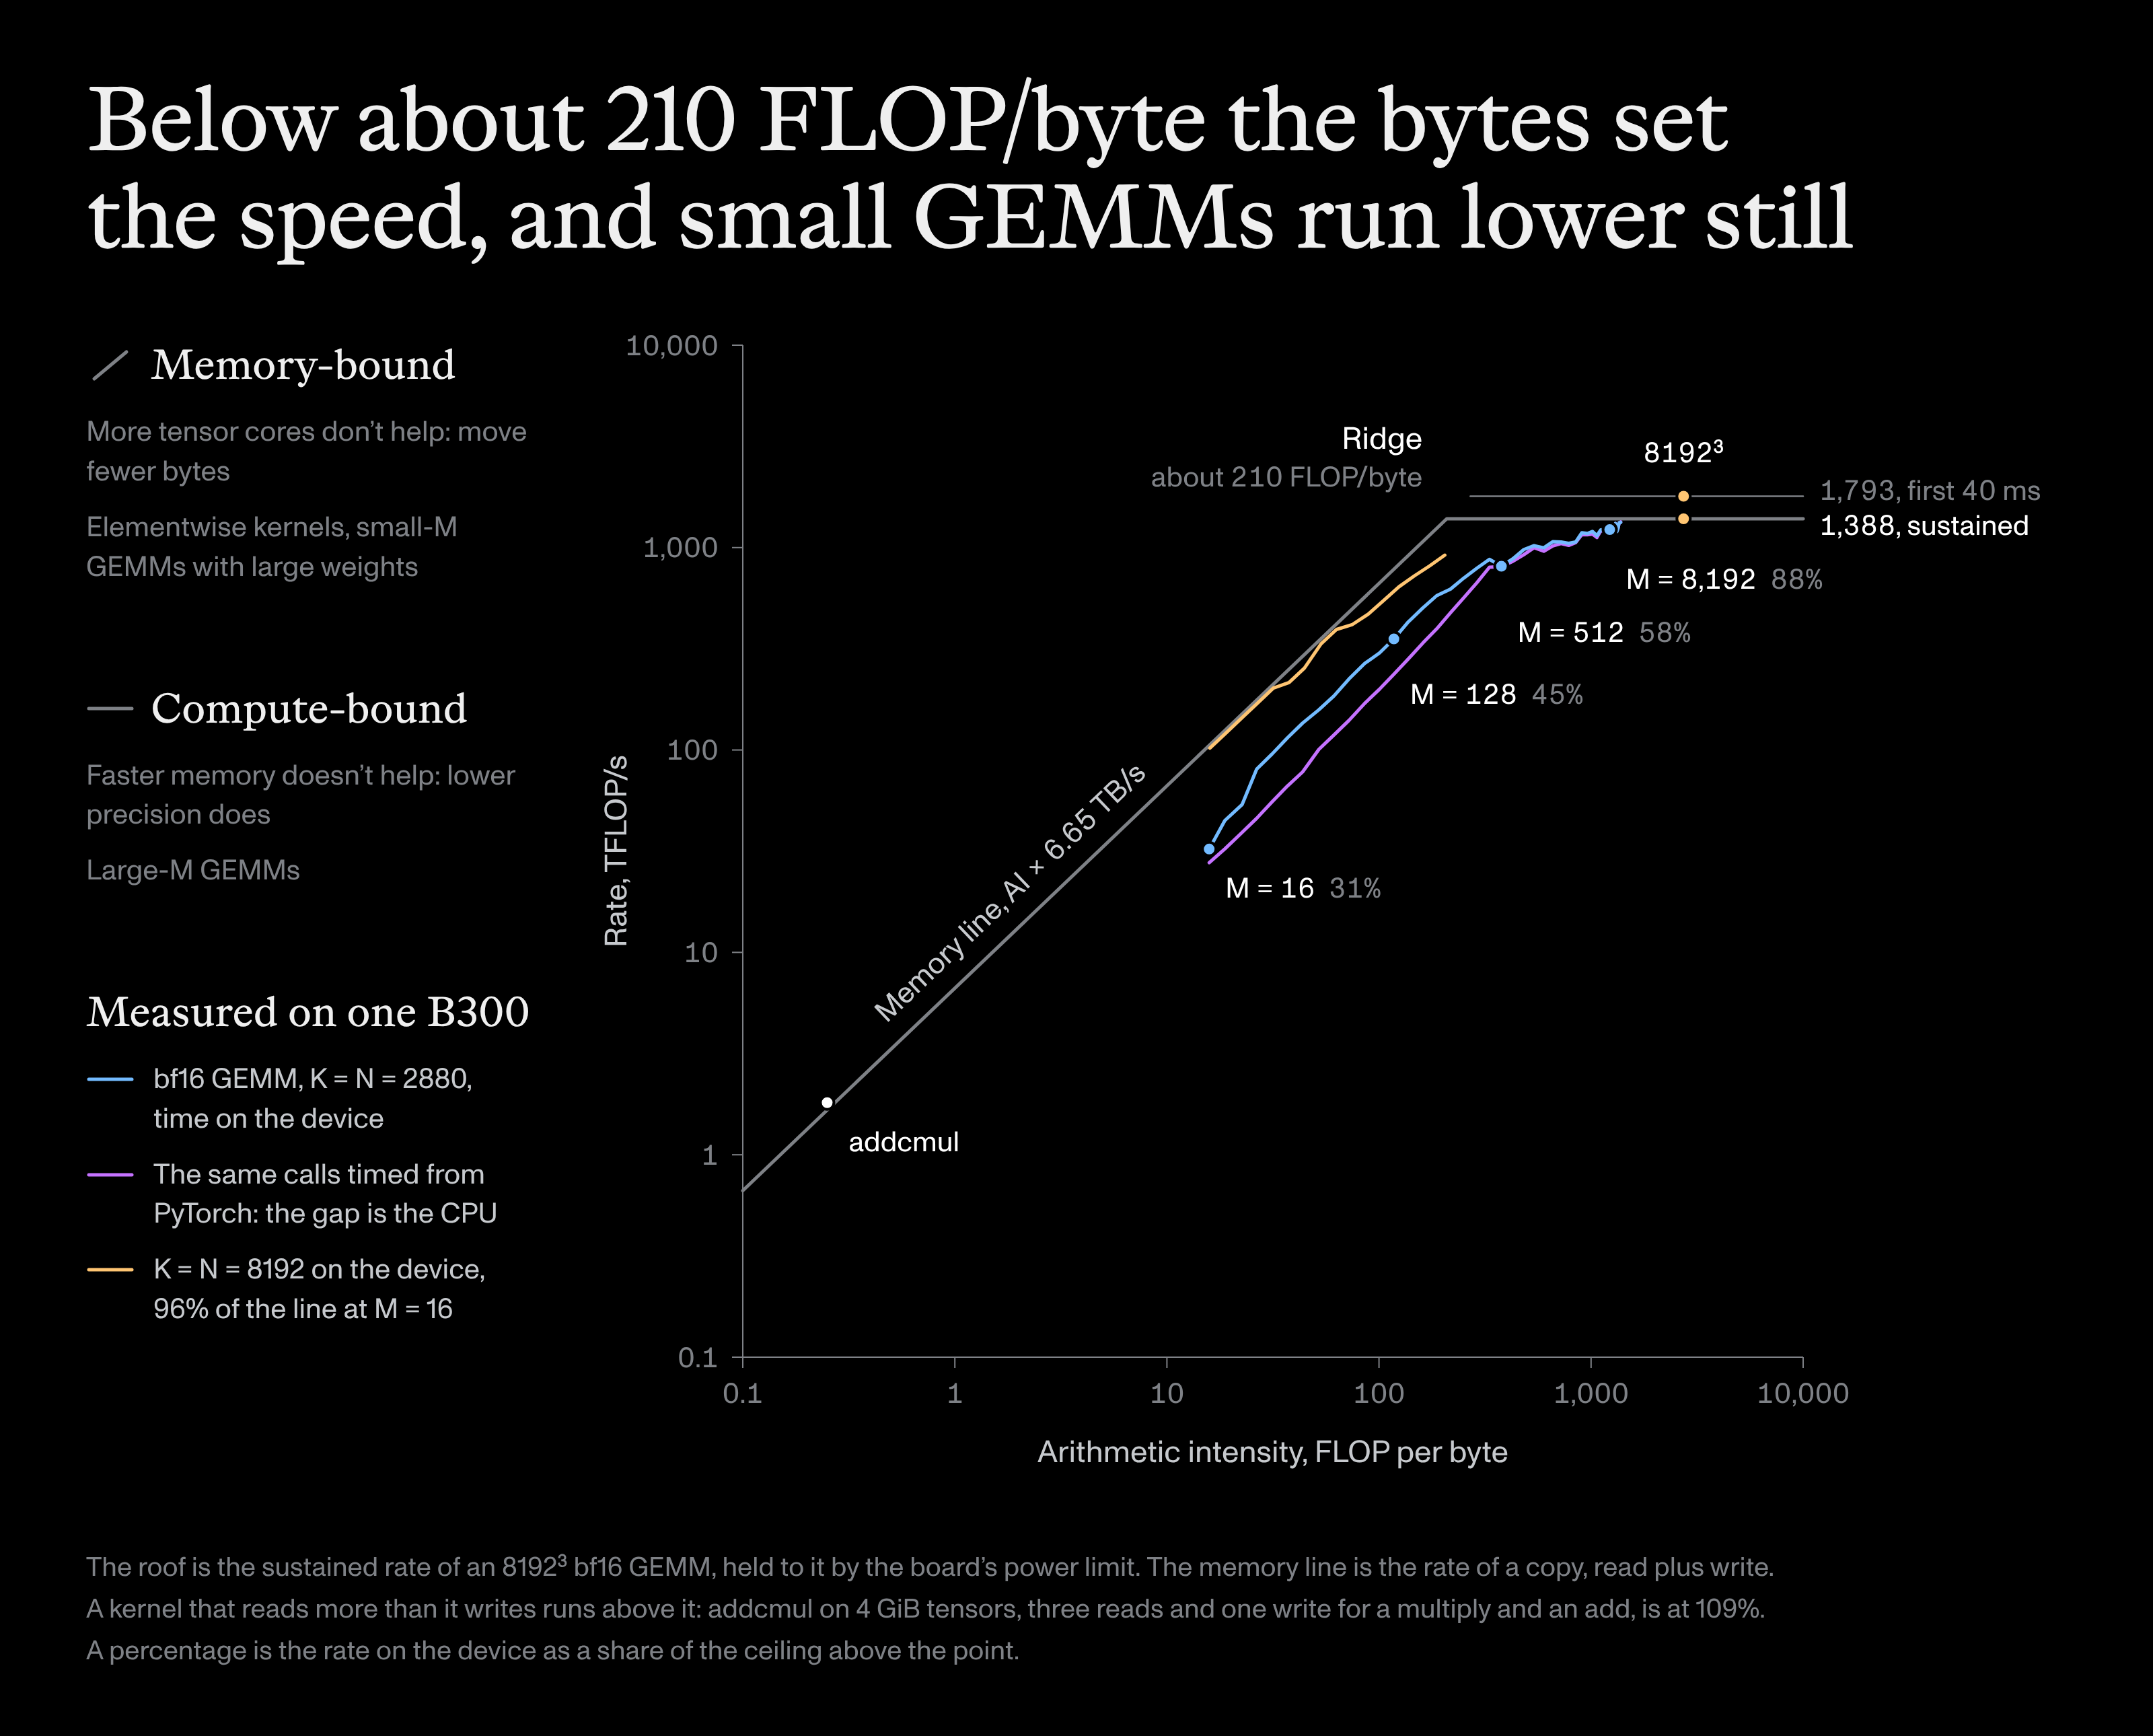 Below about 210 FLOP/byte the bytes set
the speed, and small GEMMs run lower still
Memory-bound
More tensor cores don’t help: move
fewer bytes
Elementwise kernels, small-M
GEMMs with large weights
Compute-bound
Faster memory doesn’t help: lower
precision does
Large-M GEMMs
Measured on one B300
bf16 GEMM, K = N = 2880,
time on the device
The same calls timed from
PyTorch: the gap is the CPU
K = N = 8192 on the device,
96% of the line at M = 16
Rate, TFLOP/s
10,000
1,000
100
10
1
0.1
Ridge
about 210 FLOP/byte
8192³
1,793, first 40 ms
1,388, sustained
M = 8,192 88%
M = 512 58%
M = 128 45%
M = 16 31%
Memory line, AI × 6.65 TB/s
addcmul
0.1
1
10
100
1,000
10,000
Arithmetic intensity, FLOP per byte
The roof is the sustained rate of an 8192³ bf16 GEMM, held to it by the board’s power limit. The memory line is the rate of a copy, read plus write.
A kernel that reads more than it writes runs above it: addcmul on 4 GiB tensors, three reads and one write for a multiply and an add, is at 109%.
A percentage is the rate on the device as a share of the ceiling above the point.